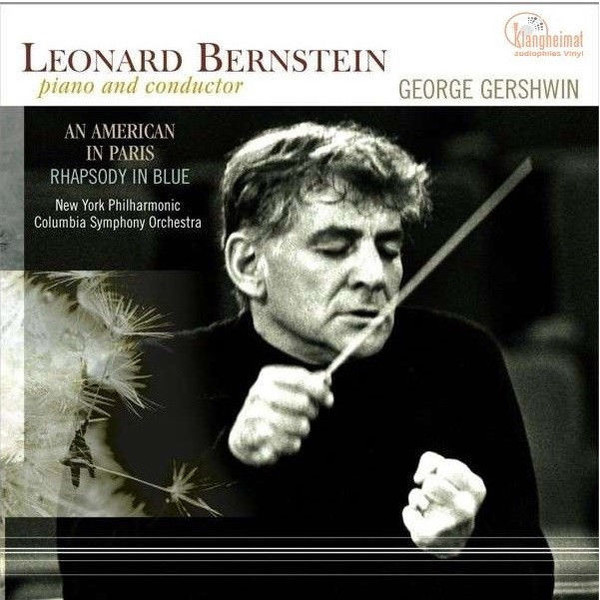 Klangheimat
audiophiles Vinyl
LEONARD BERNSTEIN
piano and conductor
GEORGE GERSHWIN
AN AMERICAN
IN PARIS
RHAPSODY IN BLUE
New York Philharmonic
Columbia Symphony Orchestra